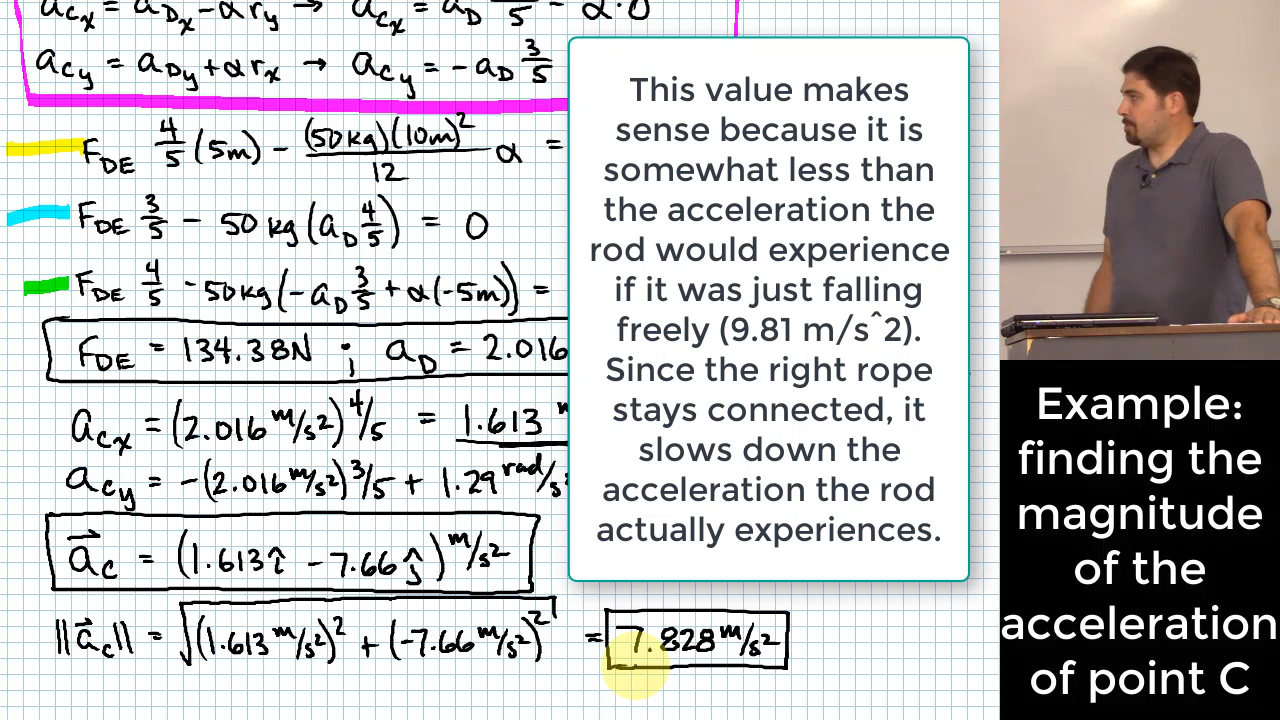 a_Cx = a_Dx - α r_y → a_Cx = a_D 4/5 - α·0
a_Cy = a_Dy + α r_x → a_Cy = - a_D 3/5
F_DE 4/5 (5m) - (50kg)(10m)²/12 α =
F_DE 3/5 - 50kg(a_D 4/5) = 0
F_DE 4/5 - 50kg(-a_D 3/5 + α(-5m)) =
F_DE = 134.38N ; a_D = 2.016
a_Cx = (2.016 m/s²) 4/5 = 1.613 m
a_Cy = -(2.016 m/s²) 3/5 + 1.29 rad/s²
a⃗_C = (1.613 î - 7.66 ĵ) m/s²
||a⃗_C|| = √((1.613 m/s²)² + (-7.66 m/s²)²) = 7.828 m/s²
This value makes
sense because it is
somewhat less than
the acceleration the
rod would experience
if it was just falling
freely (9.81 m/s^2).
Since the right rope
stays connected, it
slows down the
acceleration the rod
actually experiences.
Example:
finding the
magnitude
of the
acceleration
of point C